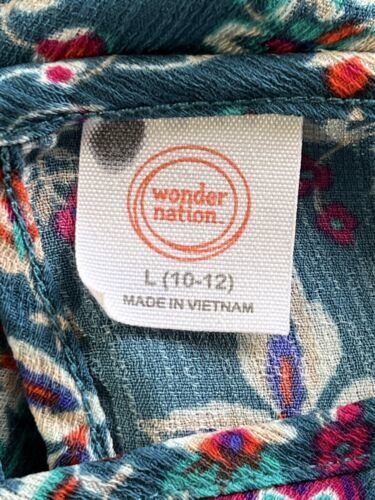 wonder
nation
L (10-12)
MADE IN VIETNAM